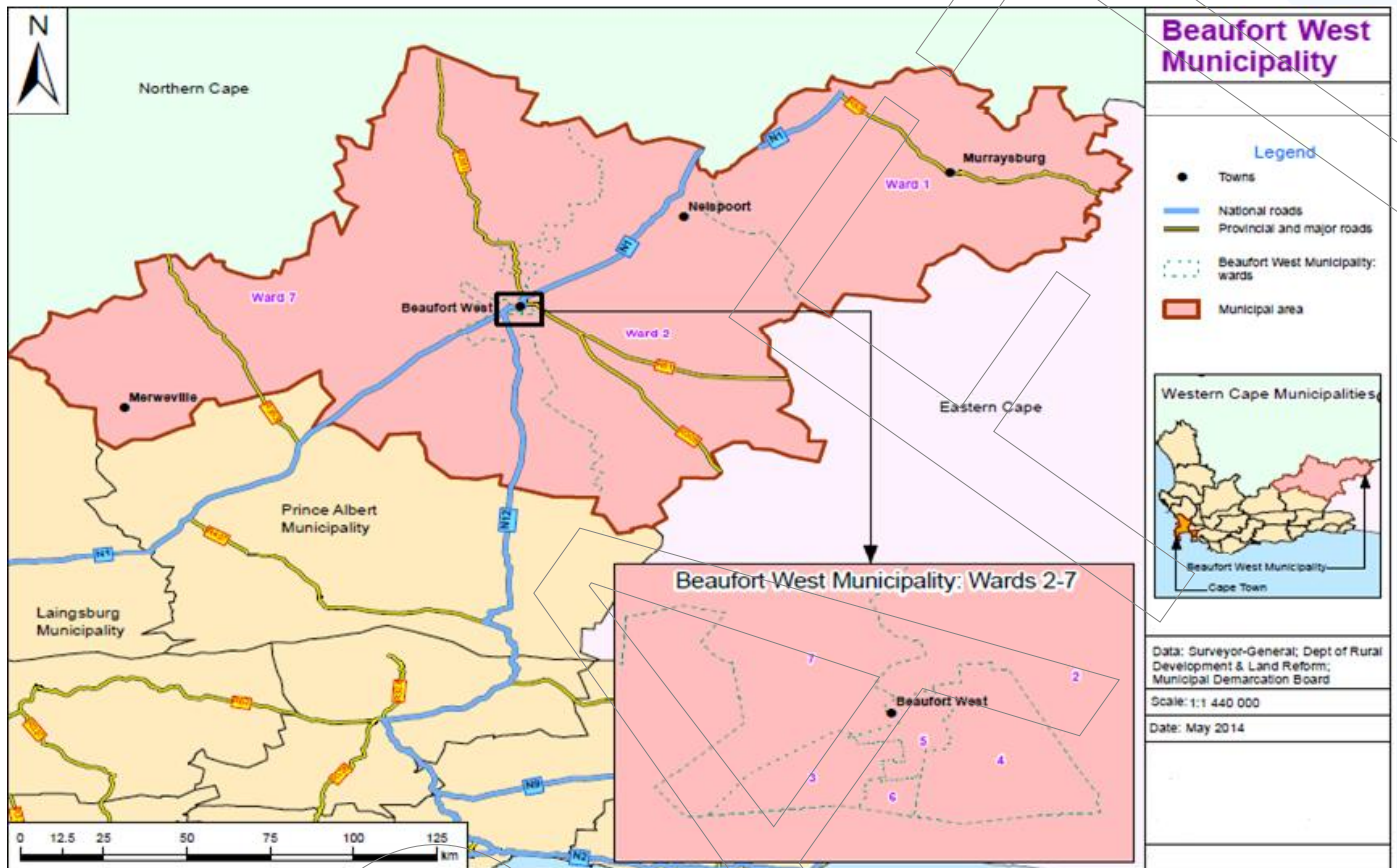 N
Northern Cape
Ward 1
Murraysburg
Nelspoort
N1
N1
Ward 7
Beaufort West
Ward 2
Merweville
Eastern Cape
Prince Albert
Municipality
N12
N1
Laingsburg
Municipality
N9
N2
0 12.5 25 50 75 100 125
km
Beaufort West Municipality: Wards 2-7
7
2
Beaufort West
5
4
3
6
Beaufort West
Municipality
Legend
Towns
National roads
Provincial and major roads
Beaufort West Municipality:
wards
Municipal area
Western Cape Municipalities
Beaufort West Municipality
Cape Town
Data: Surveyor-General; Dept of Rural
Development & Land Reform;
Municipal Demarcation Board
Scale: 1:1 440 000
Date: May 2014